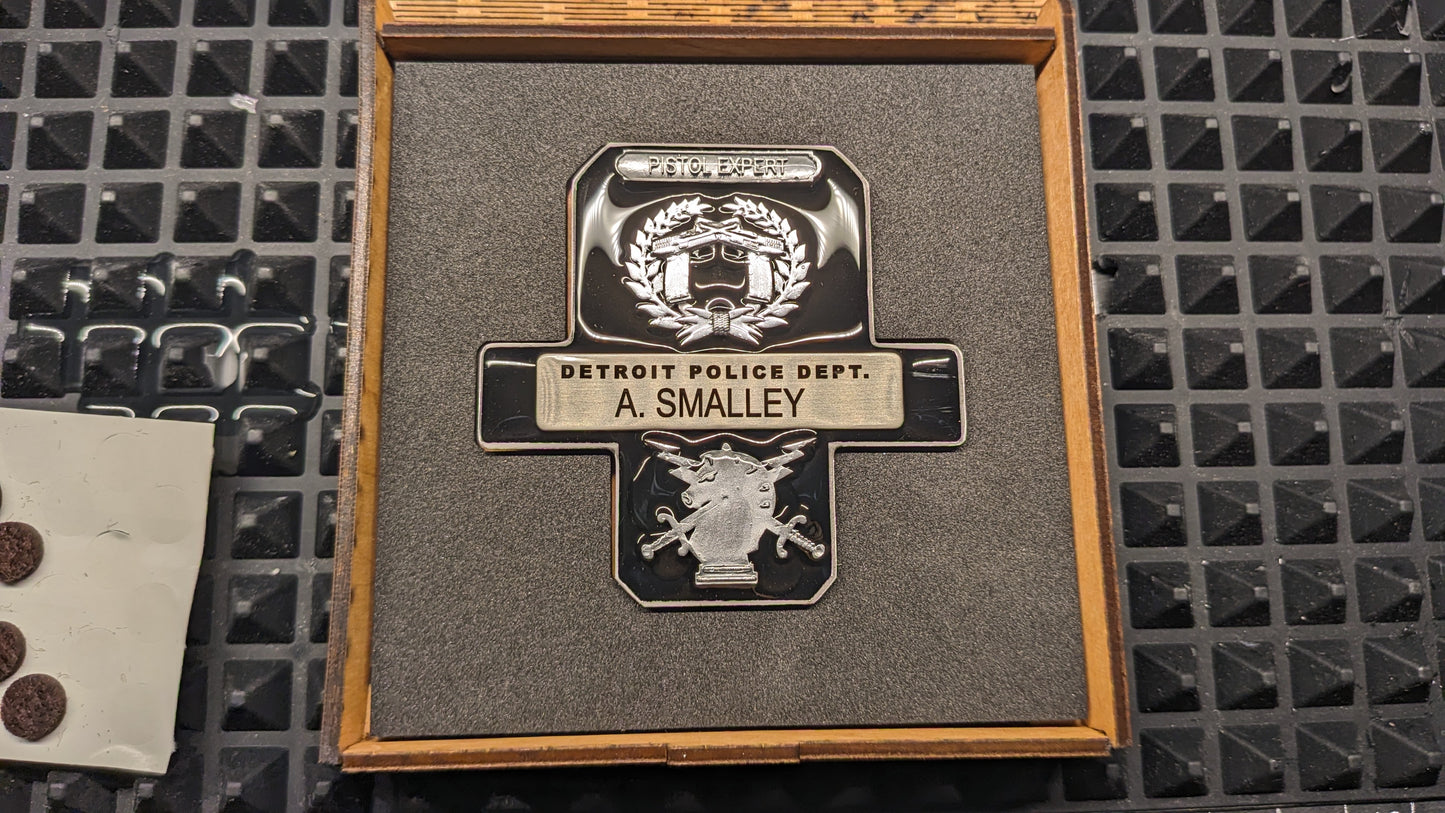 PISTOL EXPERT
DETROIT POLICE DEPT.
A. SMALLEY